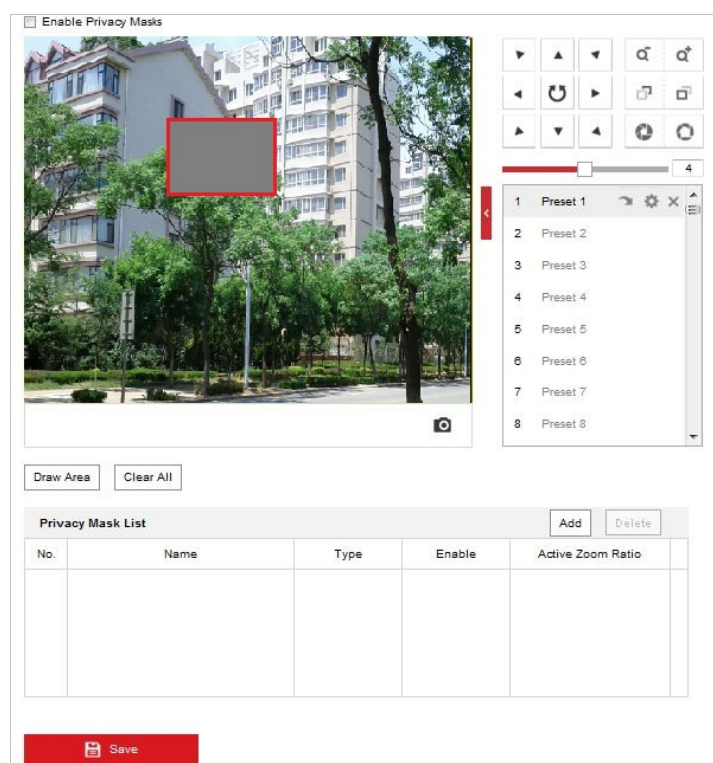 Enable Privacy Masks
4
1 Preset 1
2 Preset 2
3 Preset 3
4 Preset 4
5 Preset 5
6 Preset 6
7 Preset 7
8 Preset 8
Draw Area Clear All
Privacy Mask List Add Delete
No. Name Type Enable Active Zoom Ratio
Save